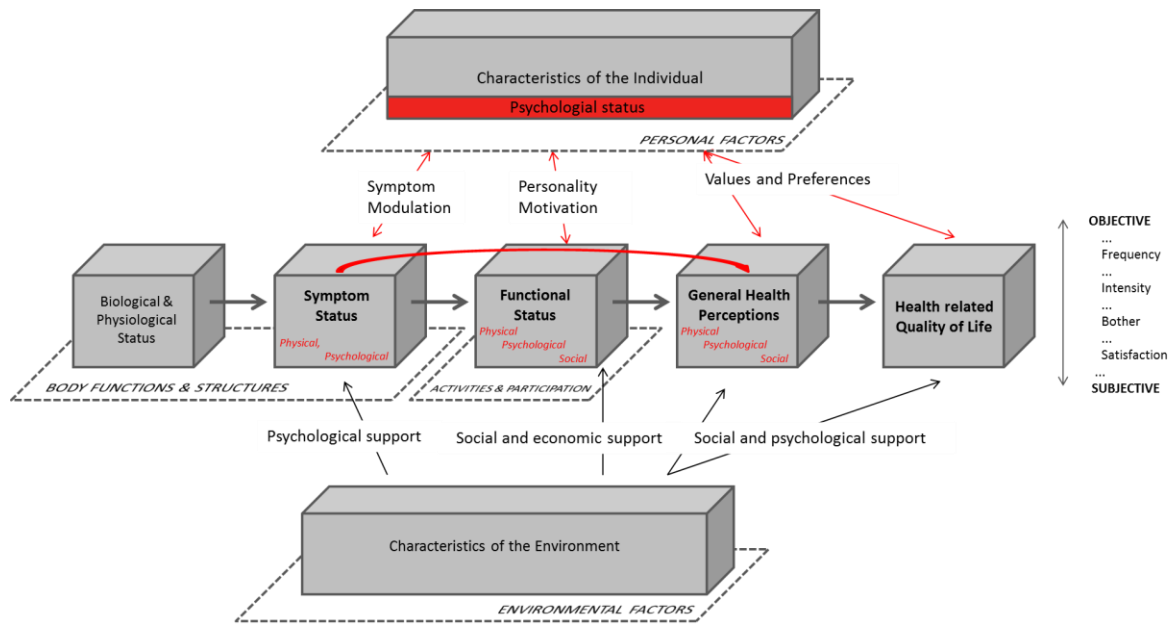 Characteristics of the Individual
Psychologial status
PERSONAL FACTORS
Symptom
Modulation
Personality
Motivation
Values and Preferences
Biological &
Physiological
Status
Symptom
Status
Physical,
Psychological
Functional
Status
Physical
Psychological
Social
General Health
Perceptions
Physical
Psychological
Social
Health related
Quality of Life
OBJECTIVE
...
Frequency
...
Intensity
...
Bother
...
Satisfaction
...
SUBJECTIVE
BODY FUNCTIONS & STRUCTURES
ACTIVITIES & PARTICIPATION
Psychological support
Social and economic support
Social and psychological support
Characteristics of the Environment
ENVIRONMENTAL FACTORS